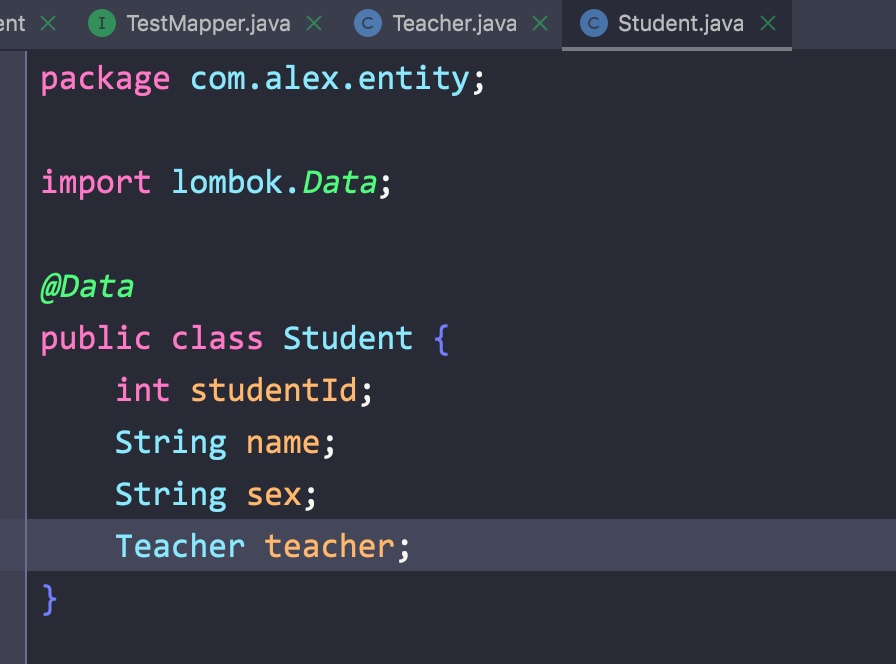 ent
TestMapper.java
Teacher.java
Student.java
package com.alex.entity;
import lombok.Data;
@Data
public class Student {
    int studentId;
    String name;
    String sex;
    Teacher teacher;
}